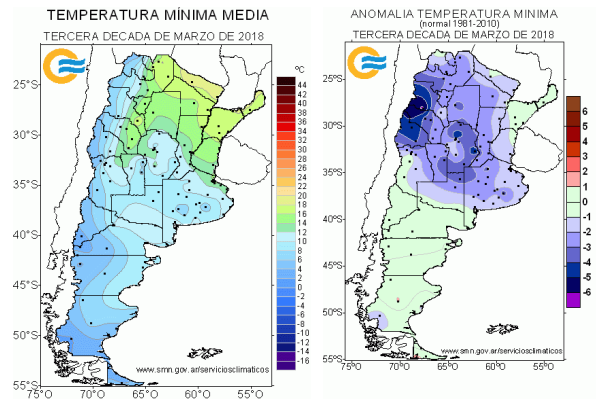 TEMPERATURA MÍNIMA MEDIA
TERCERA DECADA DE MARZO DE 2018
20°S
25°S
30°S
35°S
40°S
45°S
50°S
55°S
75°O
70°O
65°O
60°O
55°O
°C
44
42
40
38
36
34
32
30
28
26
24
22
20
18
16
14
12
10
8
6
4
2
0
-2
-4
-6
-8
-10
-12
-14
-16
www.smn.gov.ar/serviciosclimaticos
ANOMALIA TEMPERATURA MINIMA
(normal 1981-2010)
TERCERA DECADA DE MARZO DE 2018
25°S
30°S
35°S
40°S
45°S
50°S
55°S
70°O
65°O
60°O
55°O
6
5
4
3
2
1
0
-1
-2
-3
-4
-5
-6
www.smn.gov.ar/serviciosclimaticos